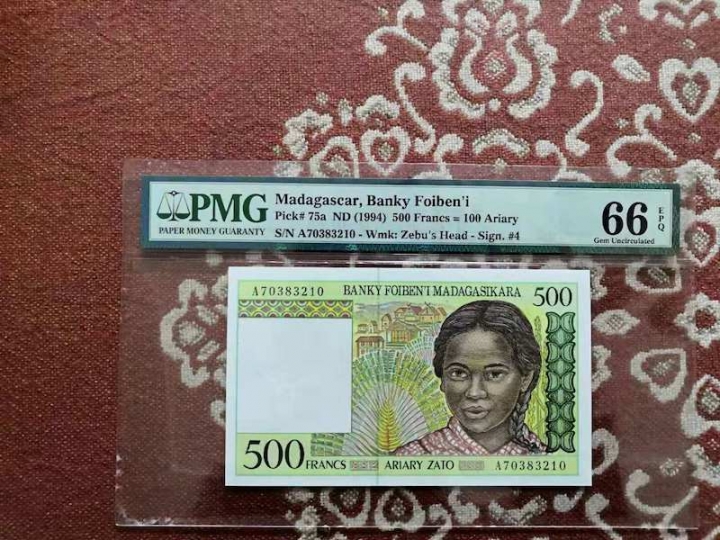 PMG
PAPER MONEY GUARANTY
Madagascar, Banky Foiben'i
Pick# 75a ND (1994) 500 Francs = 100 Ariary
S/N A70383210 - Wmk: Zebu's Head - Sign. #4
66 EPQ
Gem Uncirculated
A70383210 BANKY FOIBEN'I MADAGASIKARA 500
500 FRANCS ARIARY ZATO A70383210